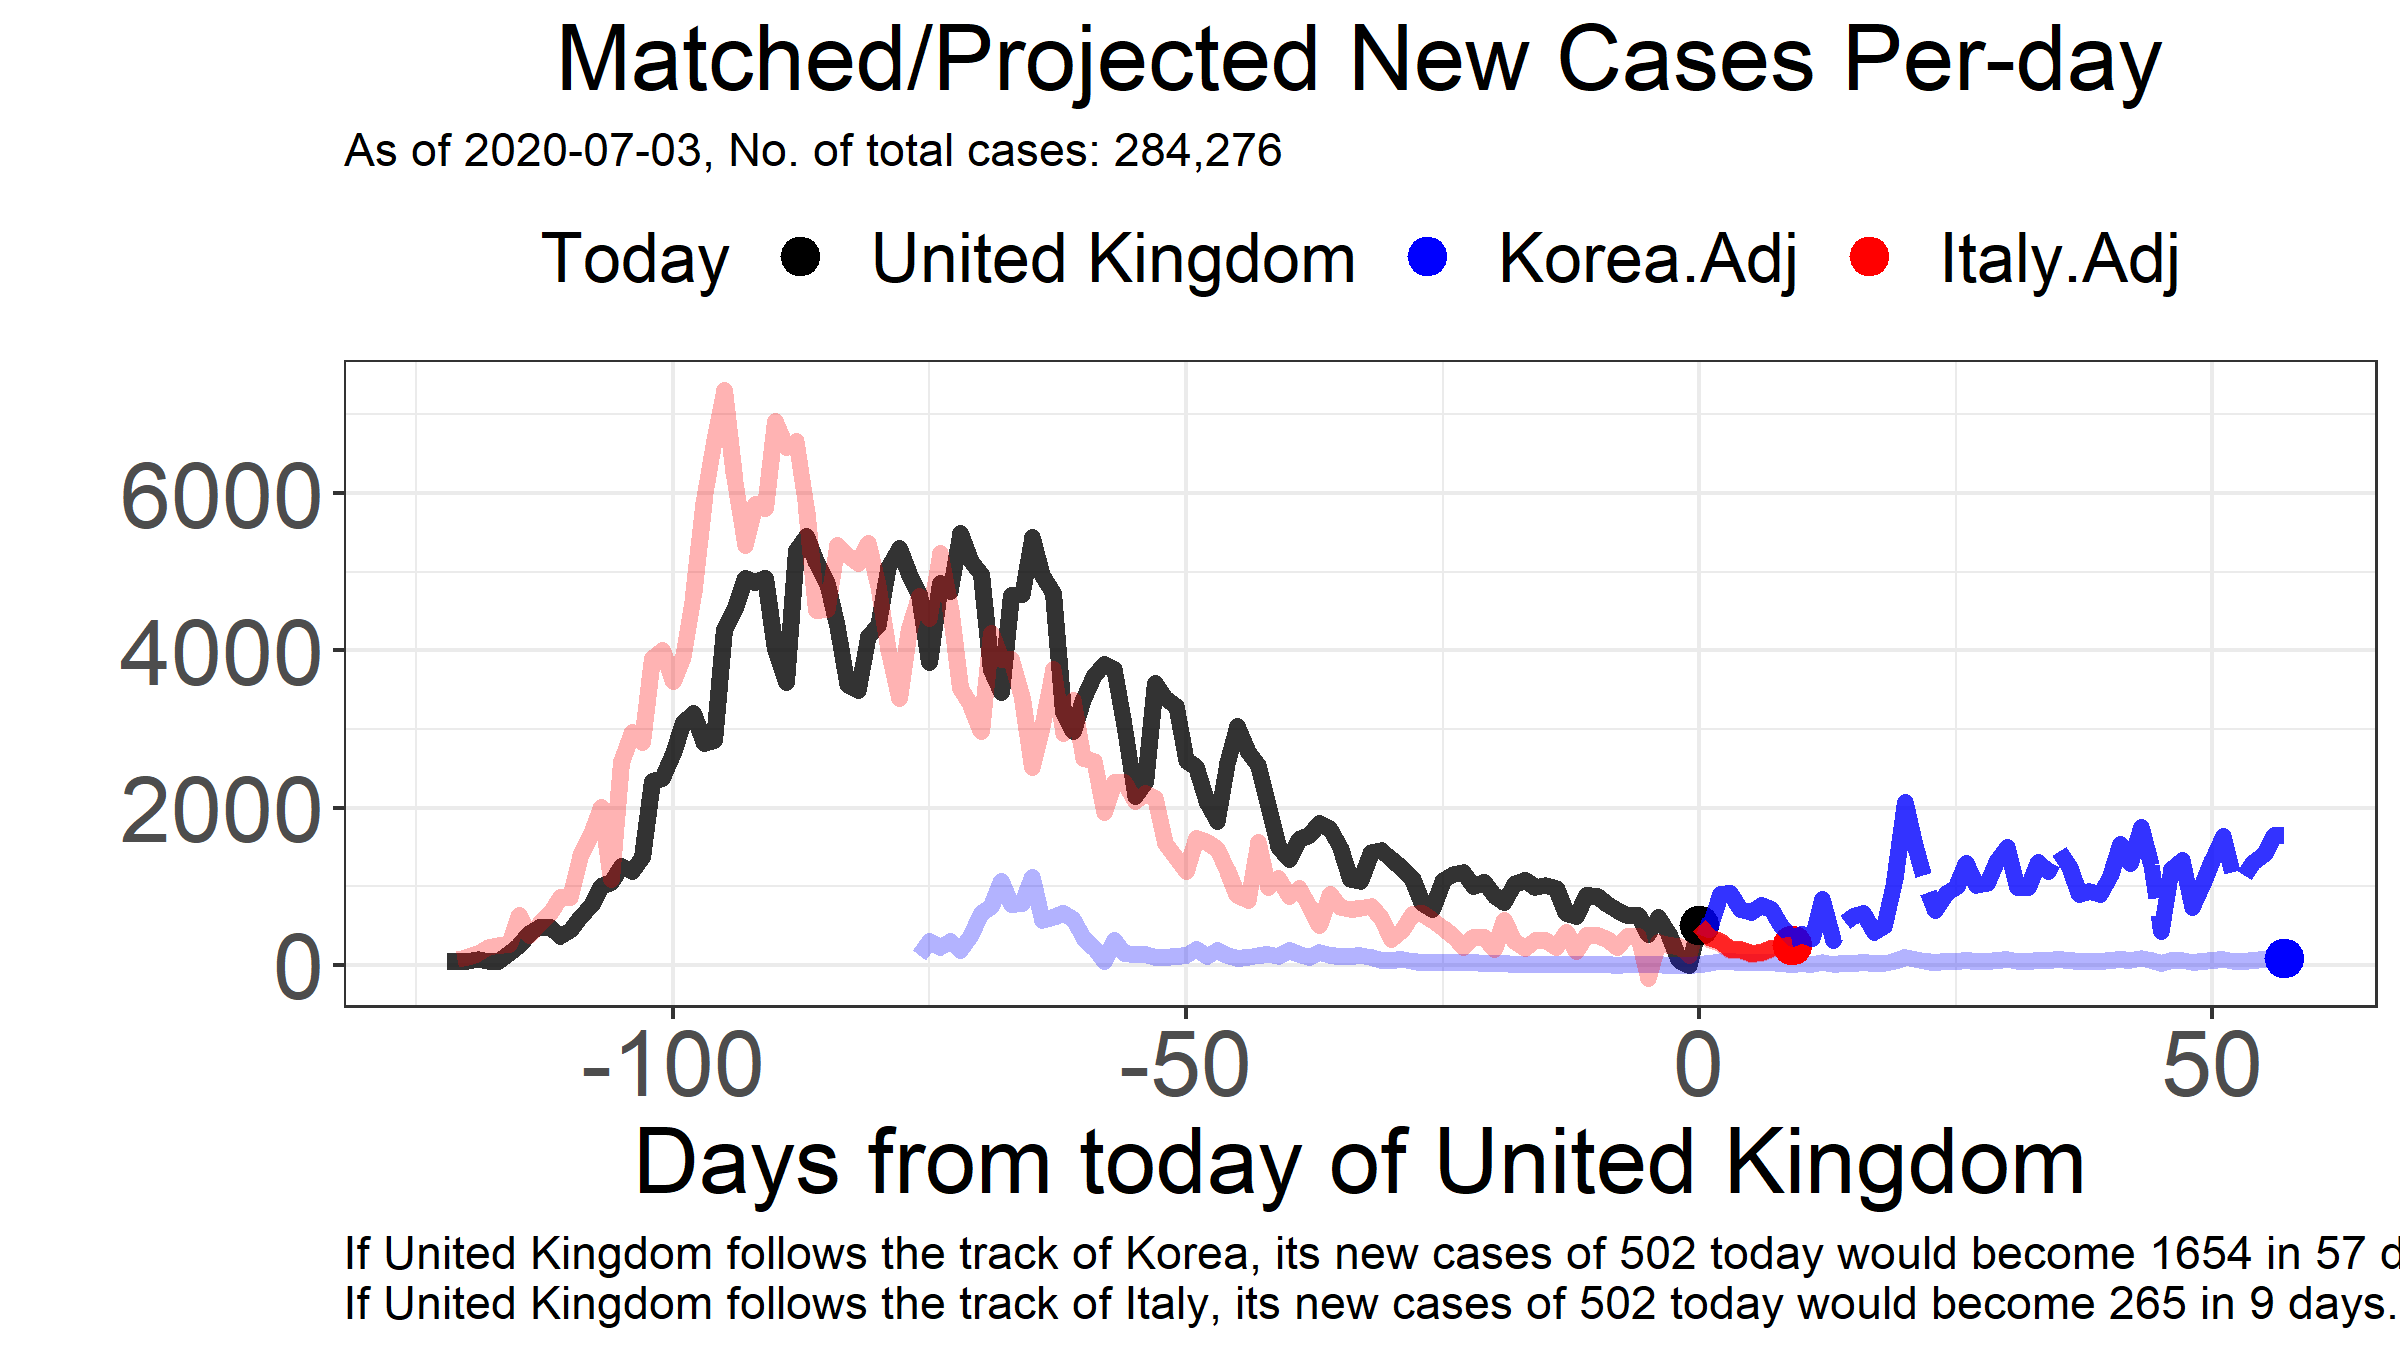 Matched/Projected New Cases Per-day
As of 2020-07-03, No. of total cases: 284,276
Today United Kingdom Korea.Adj Italy.Adj
6000
4000
2000
0
-100 -50 0 50
Days from today of United Kingdom
If United Kingdom follows the track of Korea, its new cases of 502 today would become 1654 in 57 d
If United Kingdom follows the track of Italy, its new cases of 502 today would become 265 in 9 days.